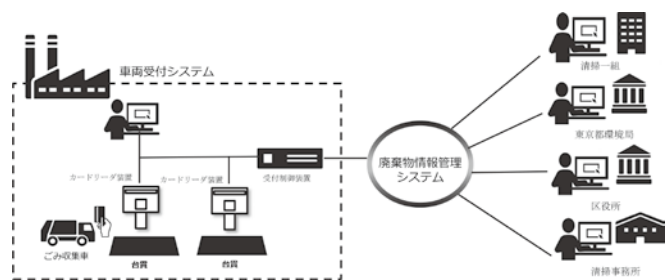 車両受付システム
カードリーダ装置
カードリーダ装置
受付制御装置
ごみ収集車
台貫
台貫
廃棄物情報管理
システム
清掃一組
東京都環境局
区役所
清掃事務所